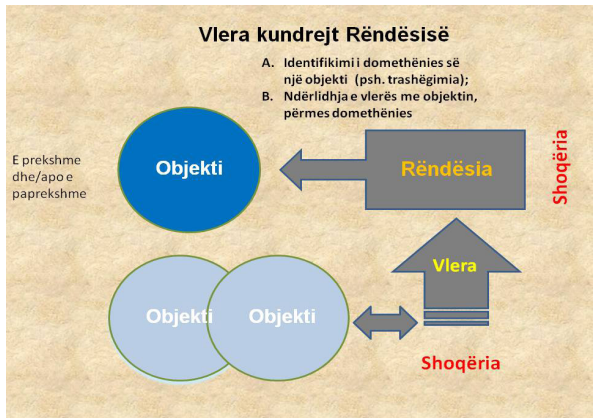 Vlera kundrejt Rëndësisë
A. Identifikimi i domethënies së
një objekti (psh. trashëgimia);
B. Ndërlidhja e vlerës me objektin,
përmes domethënies
E prekshme
dhe/apo e
paprekshme
Objekti
Rëndësia
Shoqëria
Objekti
Objekti
Vlera
Shoqëria